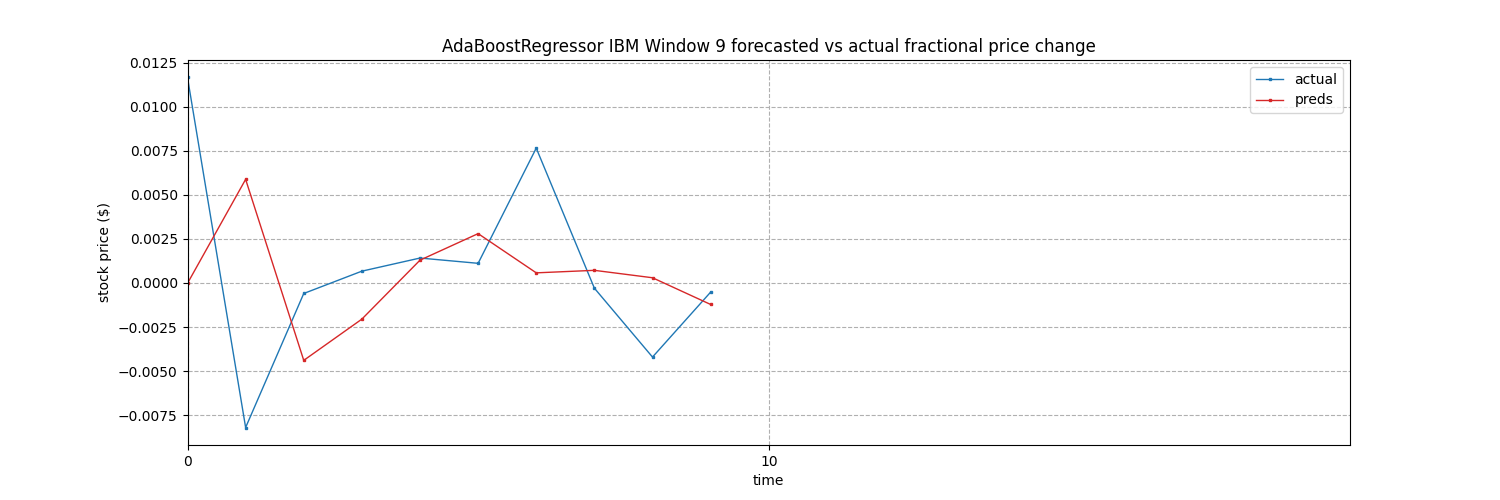 AdaBoostRegressor IBM Window 9 forecasted vs actual fractional price change
0.0125
0.0100
0.0075
0.0050
0.0025
0.0000
−0.0025
−0.0050
−0.0075
stock price ($)
actual
preds
0
10
time